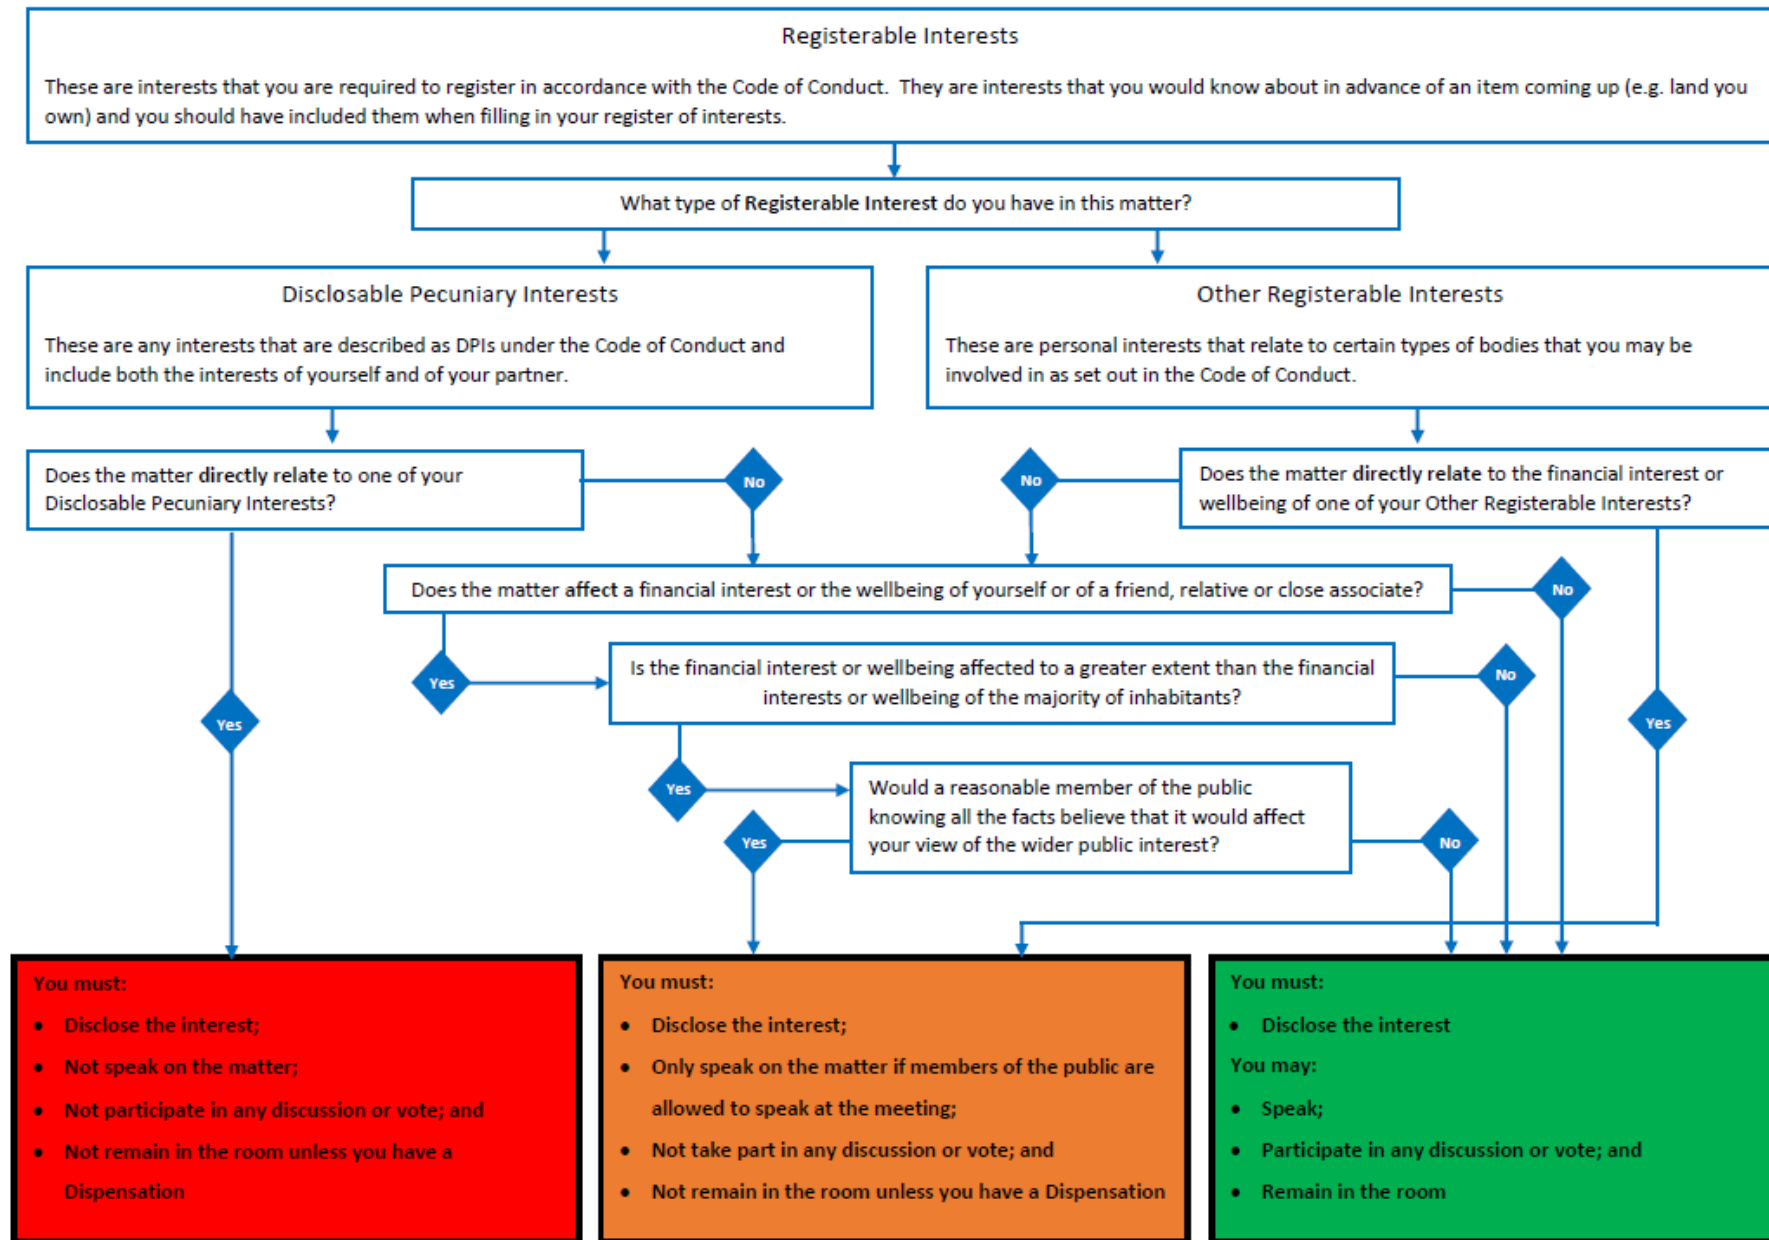 Registerable Interests
These are interests that you are required to register in accordance with the Code of Conduct. They are interests that you would know about in advance of an item coming up (e.g. land you
own) and you should have included them when filling in your register of interests.
What type of Registerable Interest do you have in this matter?
Disclosable Pecuniary Interests
These are any interests that are described as DPIs under the Code of Conduct and
include both the interests of yourself and of your partner.
Other Registerable Interests
These are personal interests that relate to certain types of bodies that you may be
involved in as set out in the Code of Conduct.
Does the matter directly relate to one of your
Disclosable Pecuniary Interests?
No
No
Does the matter directly relate to the financial interest or
wellbeing of one of your Other Registerable Interests?
Does the matter affect a financial interest or the wellbeing of yourself or of a friend, relative or close associate?
No
Yes
Is the financial interest or wellbeing affected to a greater extent than the financial
interests or wellbeing of the majority of inhabitants?
No
Yes
Yes
Yes
Would a reasonable member of the public
knowing all the facts believe that it would affect
your view of the wider public interest?
Yes
No
You must:
• Disclose the interest;
• Not speak on the matter;
• Not participate in any discussion or vote; and
• Not remain in the room unless you have a
Dispensation
You must:
• Disclose the interest;
• Only speak on the matter if members of the public are
allowed to speak at the meeting;
• Not take part in any discussion or vote; and
• Not remain in the room unless you have a Dispensation
You must:
• Disclose the interest
You may:
• Speak;
• Participate in any discussion or vote; and
• Remain in the room